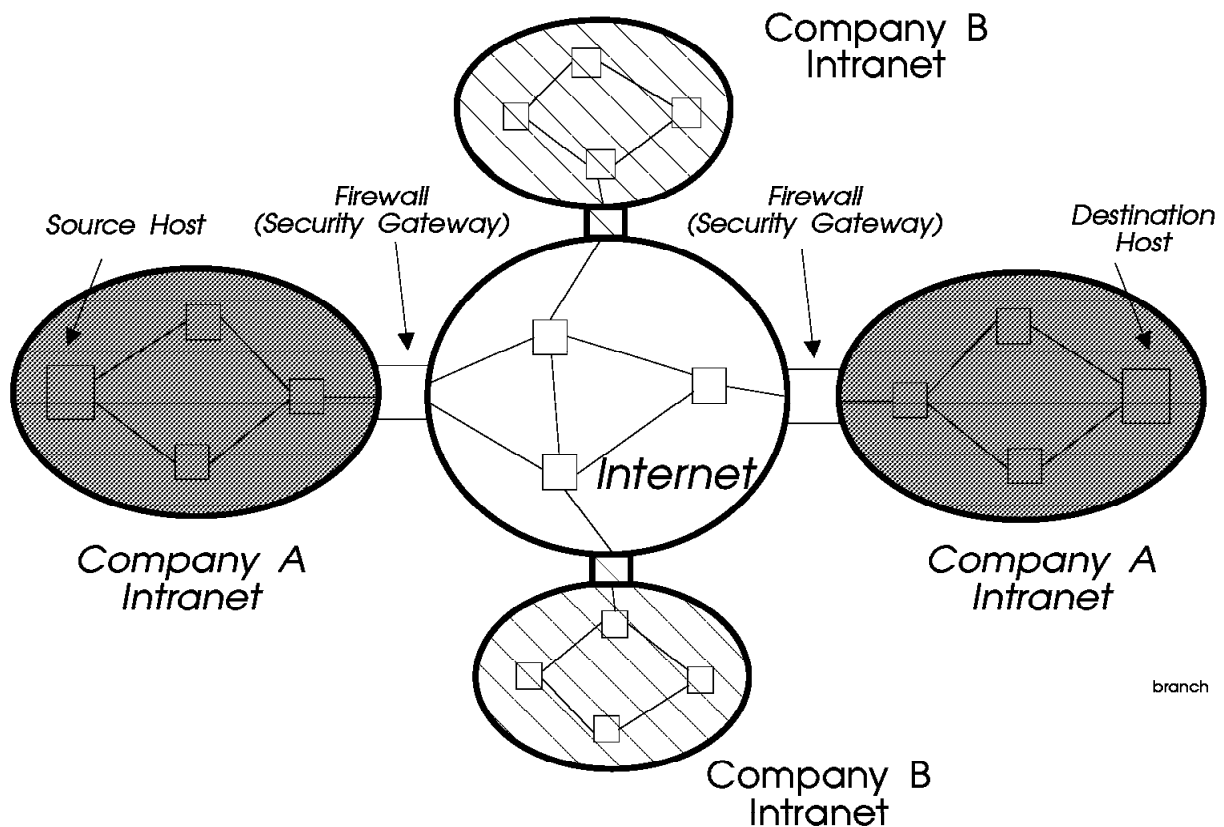 Company B
Intranet
Firewall
(Security Gateway)
Firewall
(Security Gateway)
Source Host
Destination
Host
Internet
Company A
Intranet
Company A
Intranet
branch
Company B
Intranet